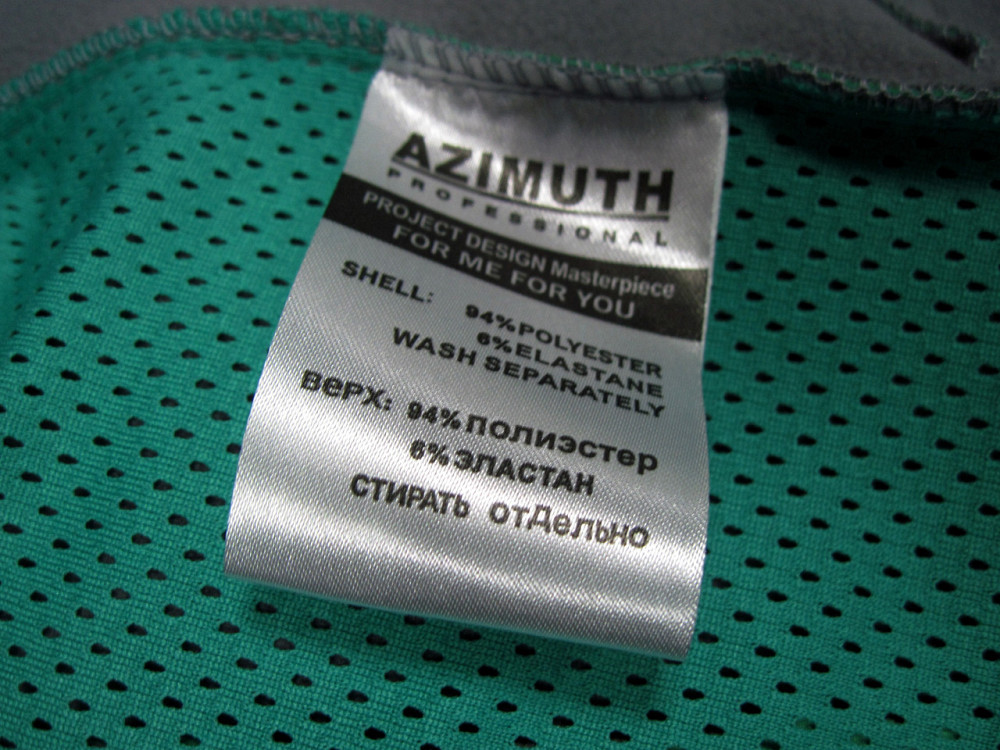 AZIMUTH
PROFESSIONAL
PROJECT DESIGN Masterpiece
FOR ME FOR YOU
SHELL: 94%POLYESTER
6%ELASTANE
WASH SEPARATELY
ВеРХ: 94%ПОЛИЭстер
6%ЭЛАСТАН
СТИРАТЬ отДельно